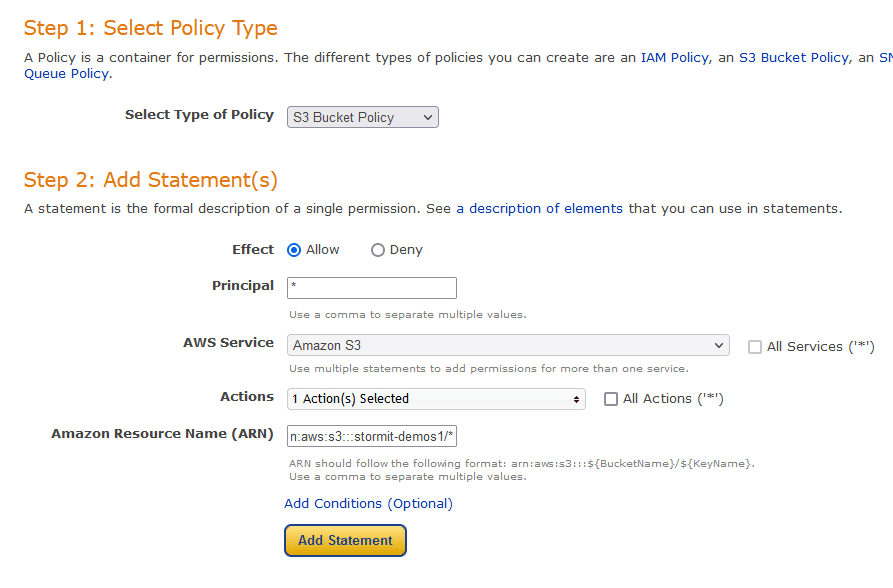 Step 1: Select Policy Type
A Policy is a container for permissions. The different types of policies you can create are an IAM Policy, an S3 Bucket Policy, an SN
Queue Policy.
Select Type of Policy S3 Bucket Policy
Step 2: Add Statement(s)
A statement is the formal description of a single permission. See a description of elements that you can use in statements.
Effect Allow Deny
Principal *
Use a comma to separate multiple values.
AWS Service Amazon S3 All Services ('*')
Use multiple statements to add permissions for more than one service.
Actions 1 Action(s) Selected All Actions ('*')
Amazon Resource Name (ARN) n:aws:s3:::stormit-demos1/*
ARN should follow the following format: arn:aws:s3:::${BucketName}/${KeyName}.
Use a comma to separate multiple values.
Add Conditions (Optional)
Add Statement